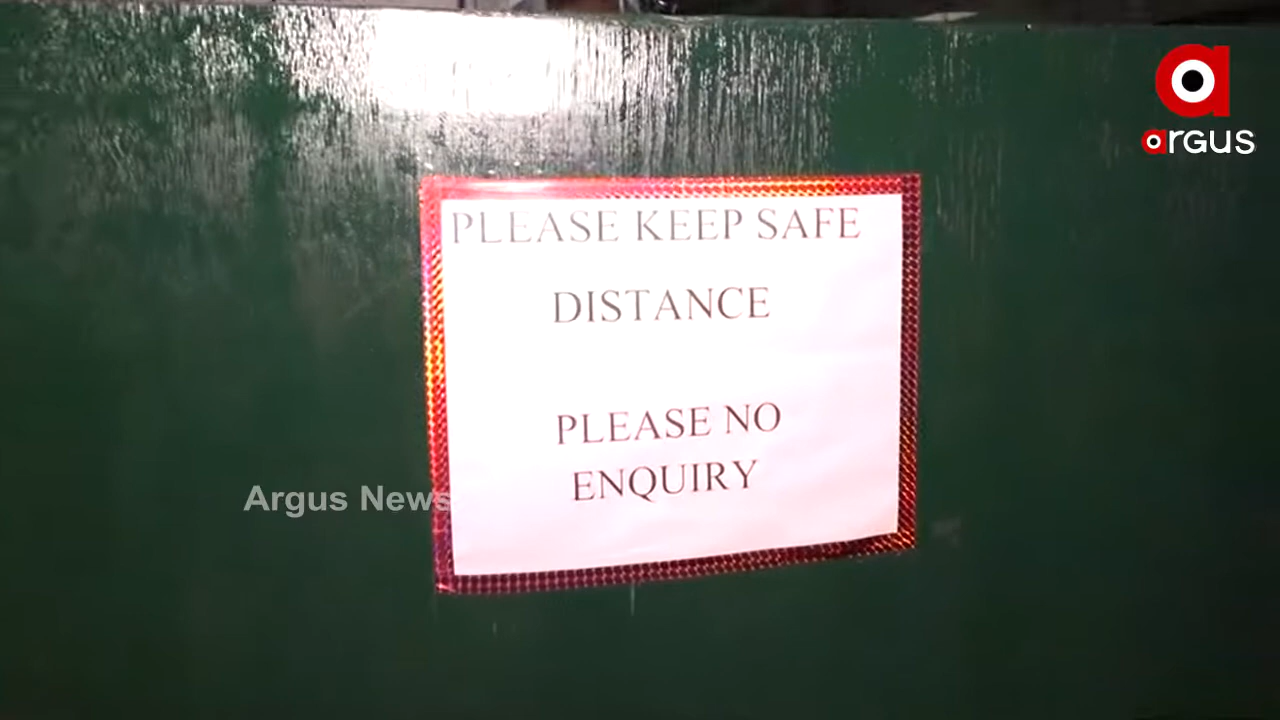 argus
PLEASE KEEP SAFE
DISTANCE
PLEASE NO
ENQUIRY
Argus News